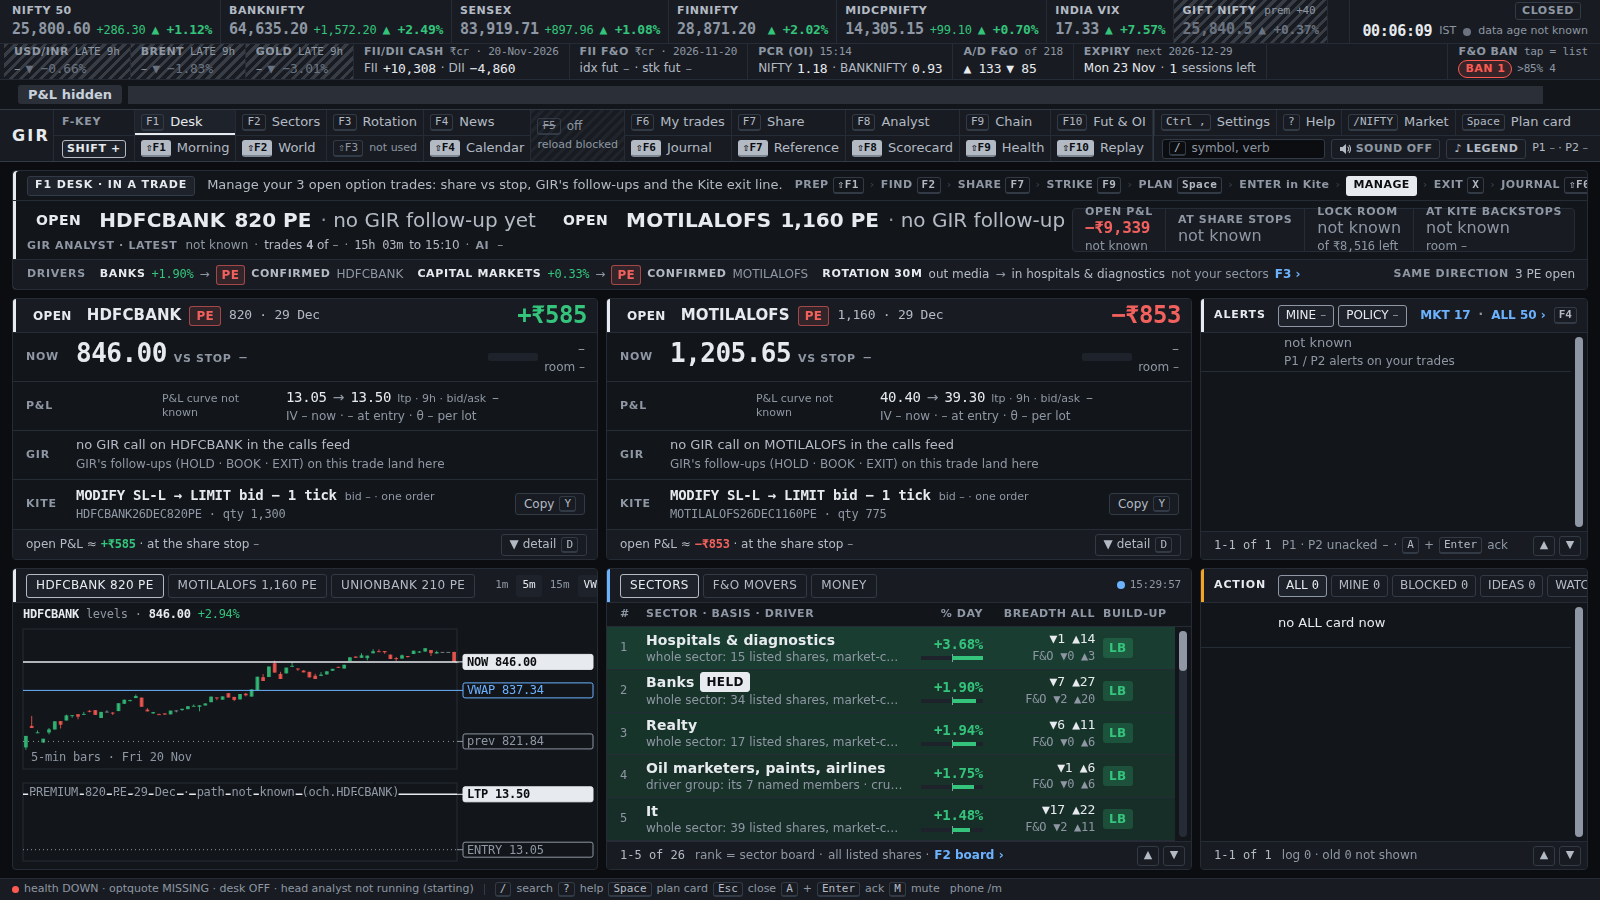 NIFTY 50 BANKNIFTY SENSEX FINNIFTY MIDCPNIFTY INDIA VIX GIFT NIFTY prem +40 CLOSED
25,800.60 +286.30 ▲ +1.12% 64,635.20 +1,572.20 ▲ +2.49% 83,919.71 +897.96 ▲ +1.08% 28,871.20 ▲ +2.02% 14,305.15 +99.10 ▲ +0.70% 17.33 ▲ +7.57% 25,840.5 ▲ +0.37% 00:06:09 IST ● data age not known
USD/INR LATE 9h BRENT LATE 9h GOLD LATE 9h FII/DII CASH ₹cr · 20-Nov-2026 FII F&O ₹cr · 2026-11-20 PCR (OI) 15:14 A/D F&O of 218 EXPIRY next 2026-12-29 F&O BAN tap = list
– ▼ −0.66% – ▼ −1.83% – ▼ −3.01% FII +10,308 · DII −4,860 idx fut – · stk fut – NIFTY 1.18 · BANKNIFTY 0.93 ▲ 133 ▼ 85 Mon 23 Nov · 1 sessions left BAN 1 >85% 4
P&L hidden
GIR F-KEY F1 Desk F2 Sectors F3 Rotation F4 News F5 off F6 My trades F7 Share F8 Analyst F9 Chain F10 Fut & OI Ctrl , Settings ? Help /NIFTY Market Space Plan card
SHIFT + ⇧F1 Morning ⇧F2 World ⇧F3 not used ⇧F4 Calendar reload blocked ⇧F6 Journal ⇧F7 Reference ⇧F8 Scorecard ⇧F9 Health ⇧F10 Replay / symbol, verb SOUND OFF ♪ LEGEND P1 – · P2 –
F1 DESK · IN A TRADE Manage your 3 open option trades: share vs stop, GIR's follow-ups and the Kite exit line. PREP ⇧F1 › FIND F2 › SHARE F7 › STRIKE F9 › PLAN Space › ENTER in Kite › MANAGE › EXIT X › JOURNAL ⇧F6
OPEN HDFCBANK 820 PE · no GIR follow-up yet OPEN MOTILALOFS 1,160 PE · no GIR follow-up
OPEN P&L AT SHARE STOPS LOCK ROOM AT KITE BACKSTOPS
−₹9,339 not known not known not known
not known of ₹8,516 left room –
GIR ANALYST · LATEST not known · trades 4 of – · 15h 03m to 15:10 · AI –
DRIVERS BANKS +1.90% → PE CONFIRMED HDFCBANK CAPITAL MARKETS +0.33% → PE CONFIRMED MOTILALOFS ROTATION 30M out media → in hospitals & diagnostics not your sectors F3 › SAME DIRECTION 3 PE open
OPEN HDFCBANK PE 820 · 29 Dec +₹585
NOW 846.00 VS STOP – –
room –
P&L P&L curve not known 13.05 → 13.50 ltp · 9h · bid/ask –
IV – now · – at entry · θ – per lot
GIR no GIR call on HDFCBANK in the calls feed
GIR's follow-ups (HOLD · BOOK · EXIT) on this trade land here
KITE MODIFY SL-L → LIMIT bid − 1 tick bid – · one order Copy Y
HDFCBANK26DEC820PE · qty 1,300
open P&L ≈ +₹585 · at the share stop – ▼ detail D
OPEN MOTILALOFS PE 1,160 · 29 Dec −₹853
NOW 1,205.65 VS STOP – –
room –
P&L P&L curve not known 40.40 → 39.30 ltp · 9h · bid/ask –
IV – now · – at entry · θ – per lot
GIR no GIR call on MOTILALOFS in the calls feed
GIR's follow-ups (HOLD · BOOK · EXIT) on this trade land here
KITE MODIFY SL-L → LIMIT bid − 1 tick bid – · one order Copy Y
MOTILALOFS26DEC1160PE · qty 775
open P&L ≈ −₹853 · at the share stop – ▼ detail D
ALERTS MINE – POLICY – MKT 17 · ALL 50 › F4
not known
P1 / P2 alerts on your trades
1-1 of 1 P1 · P2 unacked – · A + Enter ack ▲ ▼
HDFCBANK 820 PE MOTILALOFS 1,160 PE UNIONBANK 210 PE 1m 5m 15m VW
HDFCBANK levels · 846.00 +2.94%
NOW 846.00
VWAP 837.34
prev 821.84
5-min bars · Fri 20 Nov
PREMIUM 820 PE 29 Dec · path not known (och.HDFCBANK) LTP 13.50
ENTRY 13.05
SECTORS F&O MOVERS MONEY ● 15:29:57
# SECTOR · BASIS · DRIVER % DAY BREADTH ALL BUILD-UP
1 Hospitals & diagnostics +3.68% ▼1 ▲14 LB
whole sector: 15 listed shares, market-c… F&O ▼0 ▲3
2 Banks HELD +1.90% ▼7 ▲27 LB
whole sector: 34 listed shares, market-c… F&O ▼2 ▲20
3 Realty +1.94% ▼6 ▲11 LB
whole sector: 17 listed shares, market-c… F&O ▼0 ▲6
4 Oil marketers, paints, airlines +1.75% ▼1 ▲6 LB
driver group: its 7 named members · cru… F&O ▼0 ▲6
5 It +1.48% ▼17 ▲22 LB
whole sector: 39 listed shares, market-c… F&O ▼2 ▲11
1-5 of 26 rank = sector board · all listed shares · F2 board › ▲ ▼
ACTION ALL 0 MINE 0 BLOCKED 0 IDEAS 0 WATC
no ALL card now
1-1 of 1 log 0 · old 0 not shown ▲ ▼
● health DOWN · optquote MISSING · desk OFF · head analyst not running (starting) | / search ? help Space plan card Esc close A + Enter ack M mute phone /m